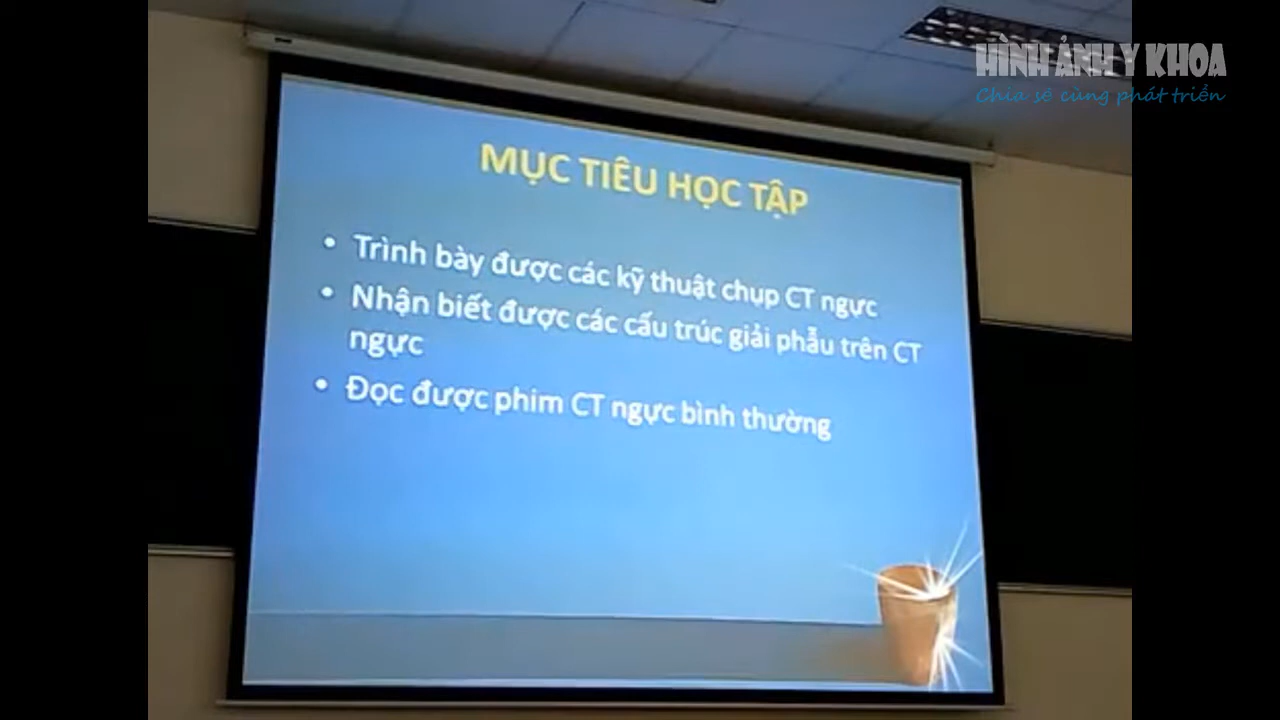 HÌNH ẢNH Y KHOA
Chia sẻ cùng phát triển
MỤC TIÊU HỌC TẬP
• Trình bày được các kỹ thuật chụp CT ngực
• Nhận biết được các cấu trúc giải phẫu trên CT
ngực
• Đọc được phim CT ngực bình thường